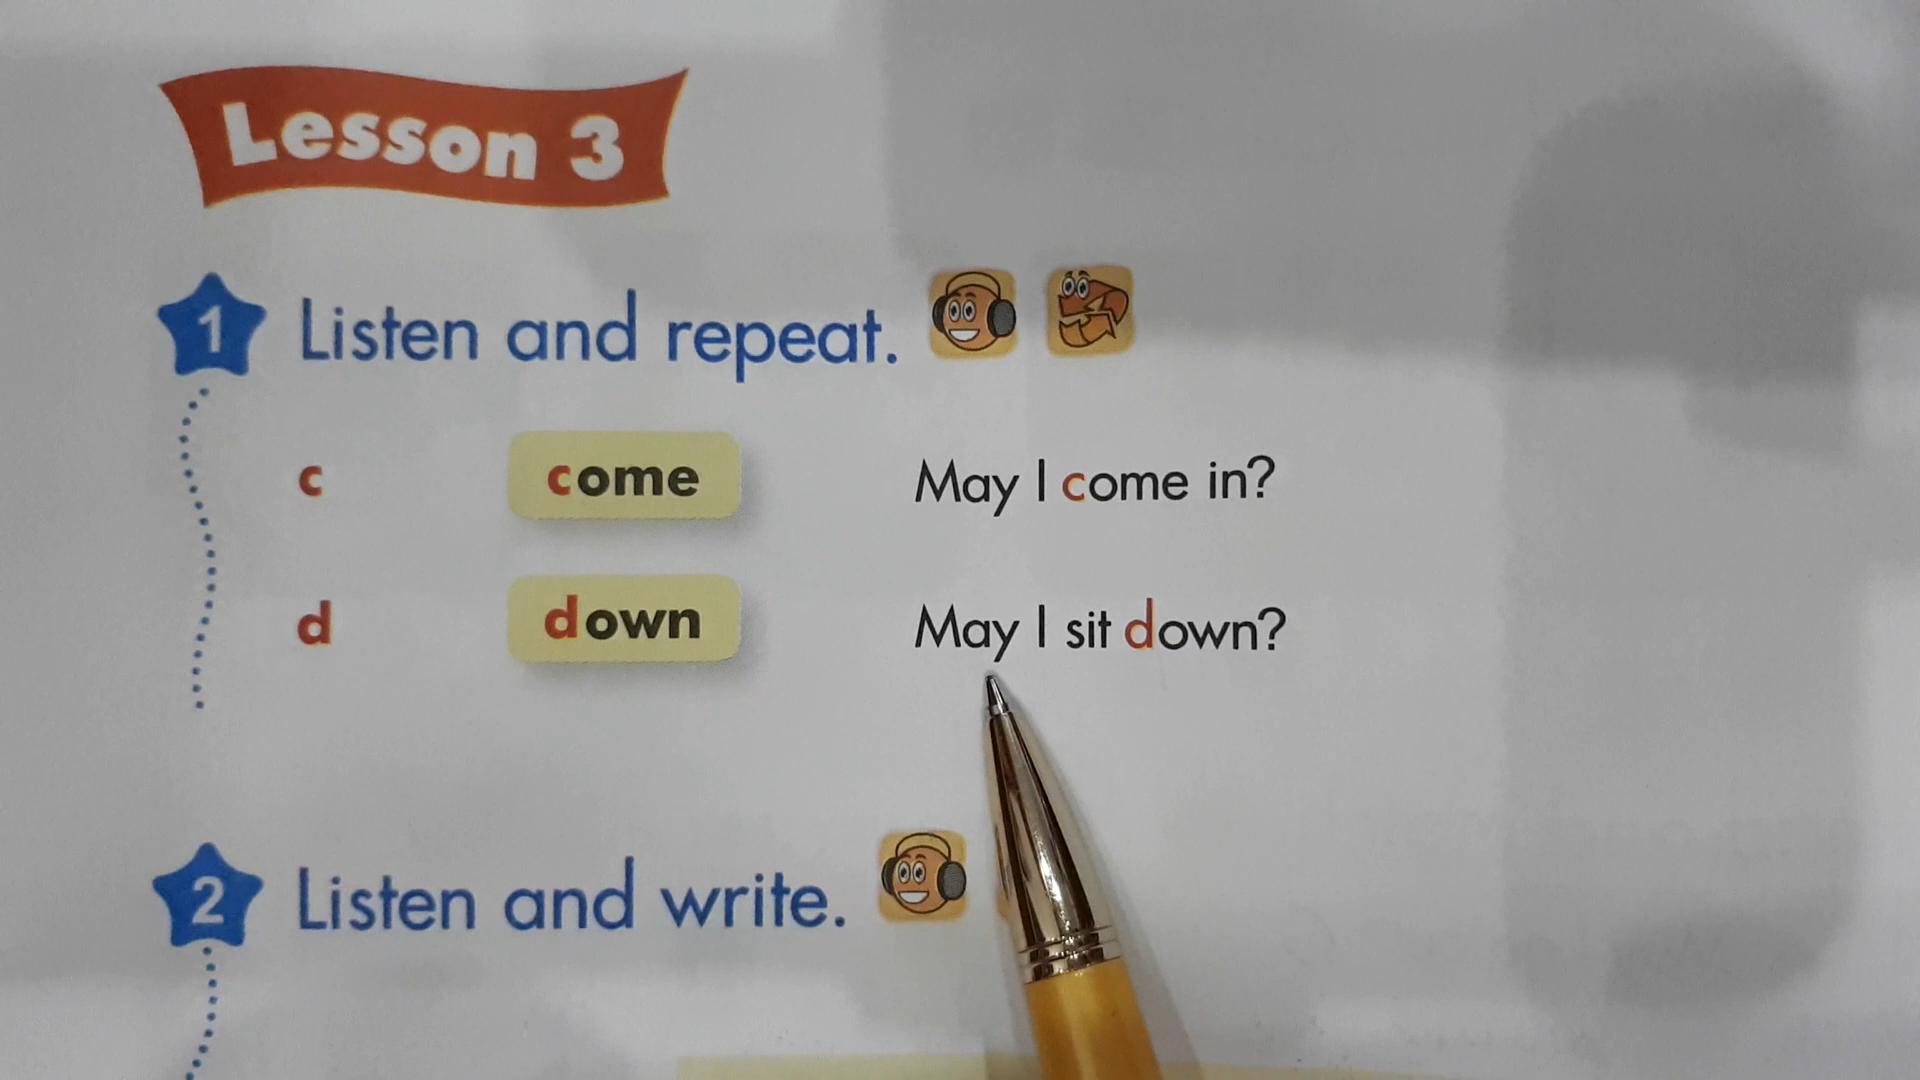 Lesson 3
1 Listen and repeat.
c come May I come in?
d down May I sit down?
2 Listen and write.